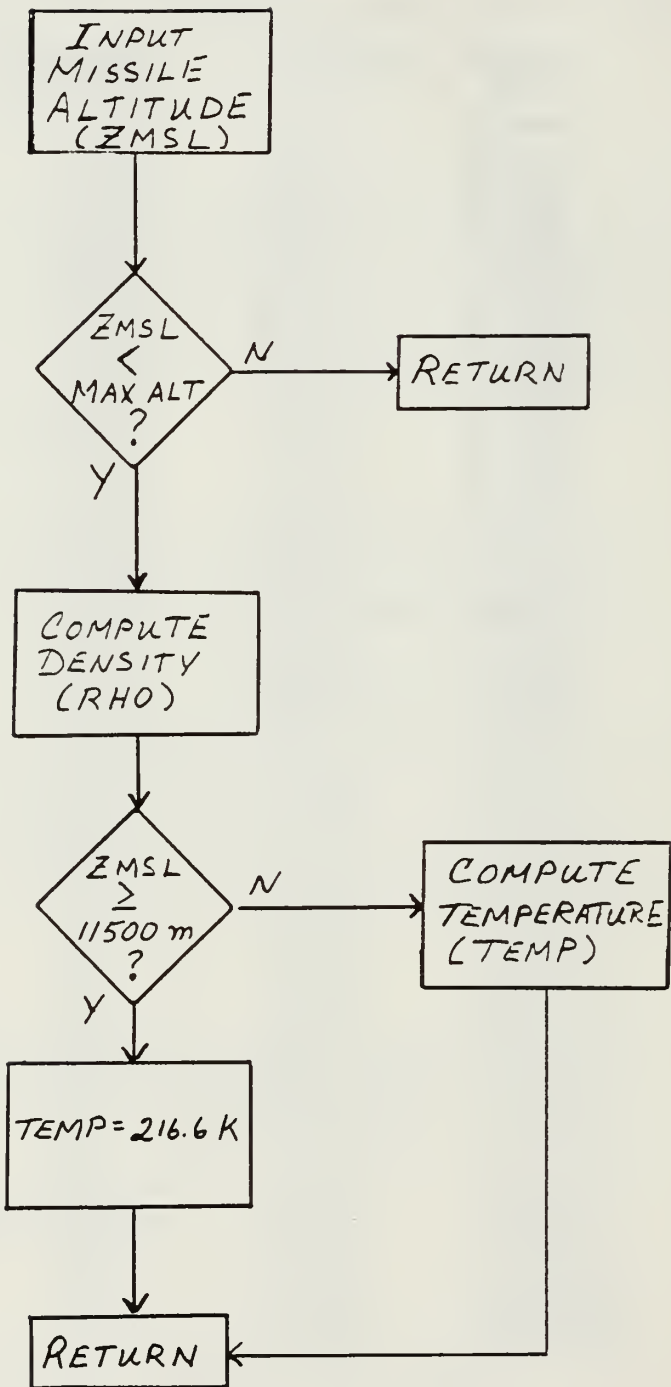 INPUT
MISSILE
ALTITUDE
(ZMSL)
ZMSL
<
MAX ALT
?
N
RETURN
Y
COMPUTE
DENSITY
(RHO)
ZMSL
≥
11500 m
?
N
COMPUTE
TEMPERATURE
(TEMP)
Y
TEMP = 216.6 K
RETURN